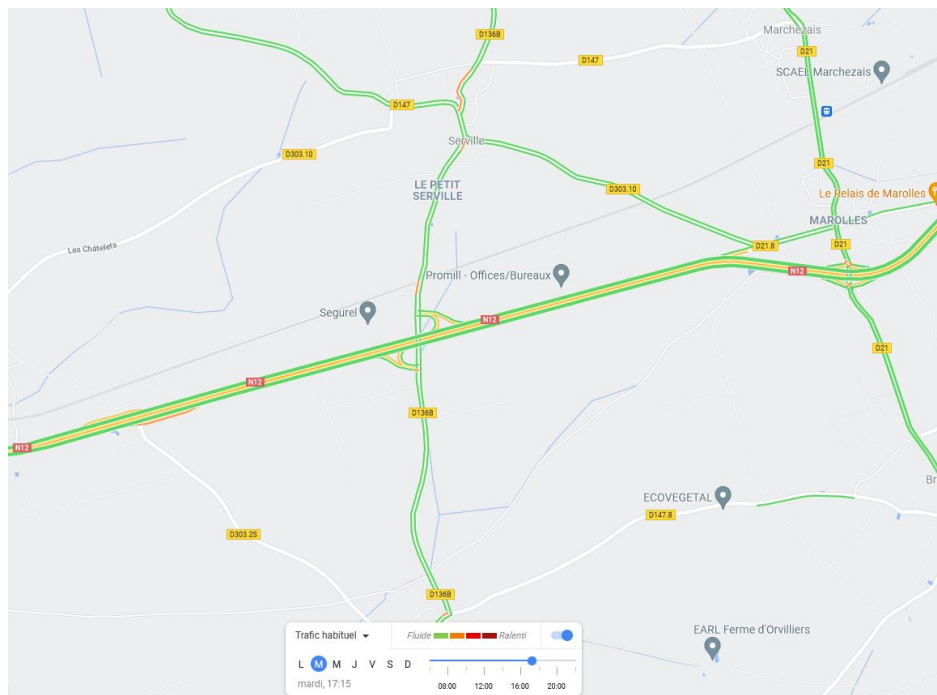 Marchezais
D136B
D21
D147
SCAEL Marchezais
D147
Serville
D303.10
D21
LE PETIT
SERVILLE
D303.10
Le Relais de Marolles
MAROLLES
Les Châtelets
D21.8
D21
Promill - Offices/Bureaux
N12
Segurel
N12
D21
N12
D136B
N12
Br
ECOVEGETAL
D147.8
D303.2S
D136B
EARL Ferme d'Orvilliers
Trafic habituel
Fluide
Ralenti
L M M J V S D
mardi, 17:15
08:00 12:00 16:00 20:00